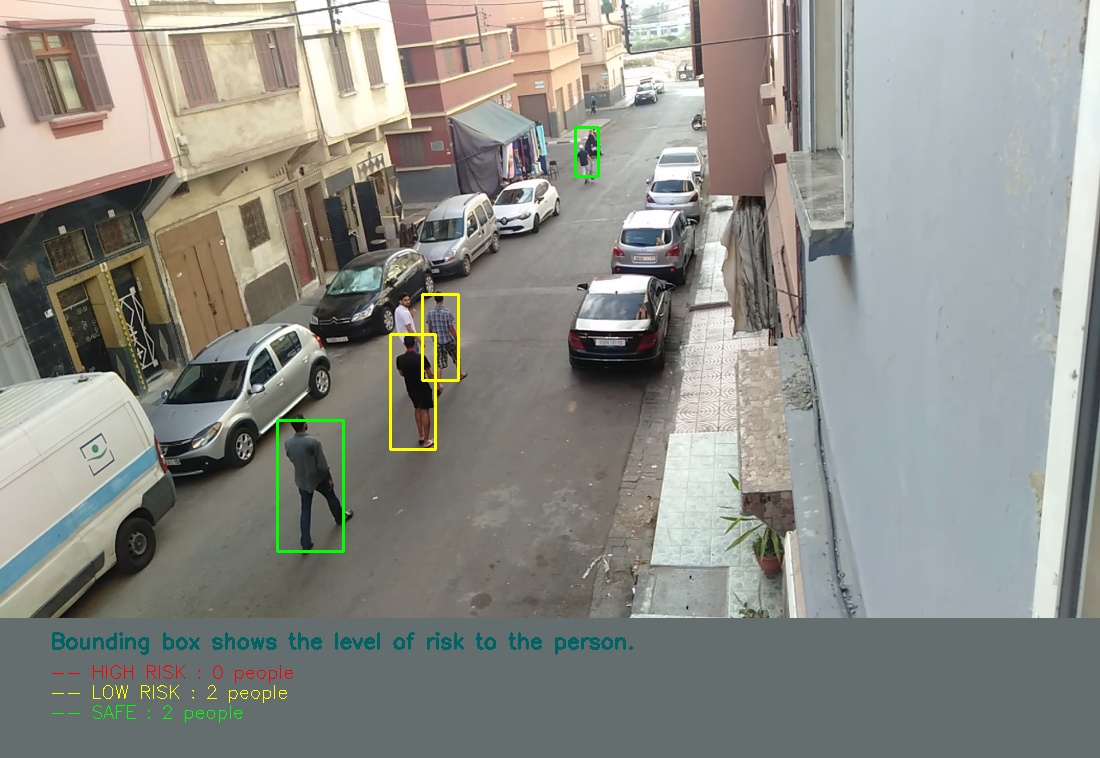 Bounding box shows the level of risk to the person.
—— HIGH RISK : 0 people
—— LOW RISK : 2 people
—— SAFE : 2 people